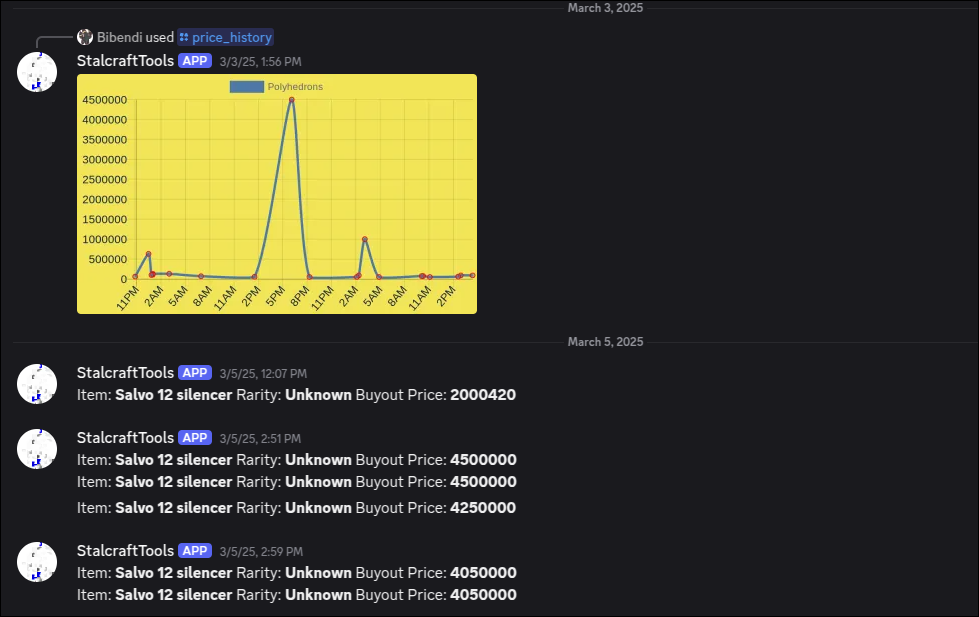 March 3, 2025
Bibendi used price_history
StalcraftTools APP 3/3/25, 1:56 PM
Polyhedrons
4500000
4000000
3500000
3000000
2500000
2000000
1500000
1000000
500000
0
11PM 2AM 5AM 8AM 11AM 2PM 5PM 8PM 11PM 2AM 5AM 8AM 11AM 2PM
March 5, 2025
StalcraftTools APP 3/5/25, 12:07 PM
Item: Salvo 12 silencer Rarity: Unknown Buyout Price: 2000420
StalcraftTools APP 3/5/25, 2:51 PM
Item: Salvo 12 silencer Rarity: Unknown Buyout Price: 4500000
Item: Salvo 12 silencer Rarity: Unknown Buyout Price: 4500000
Item: Salvo 12 silencer Rarity: Unknown Buyout Price: 4250000
StalcraftTools APP 3/5/25, 2:59 PM
Item: Salvo 12 silencer Rarity: Unknown Buyout Price: 4050000
Item: Salvo 12 silencer Rarity: Unknown Buyout Price: 4050000